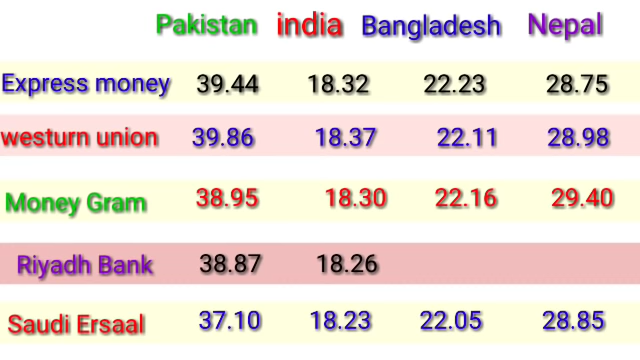 Pakistan india Bangladesh Nepal
Express money 39.44 18.32 22.23 28.75
westurn union 39.86 18.37 22.11 28.98
Money Gram 38.95 18.30 22.16 29.40
Riyadh Bank 38.87 18.26
Saudi Ersaal 37.10 18.23 22.05 28.85